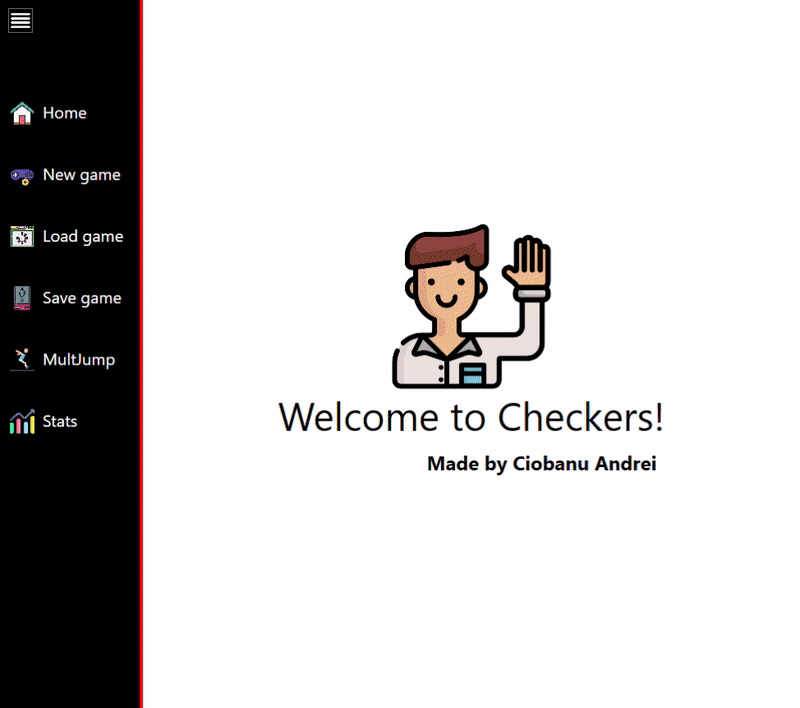 Home
New game
Load game
Save game
MultJump
Stats
Welcome to Checkers!
Made by Ciobanu Andrei